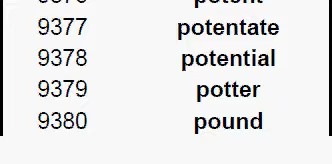 9377 potentate
9378 potential
9379 potter
9380 pound